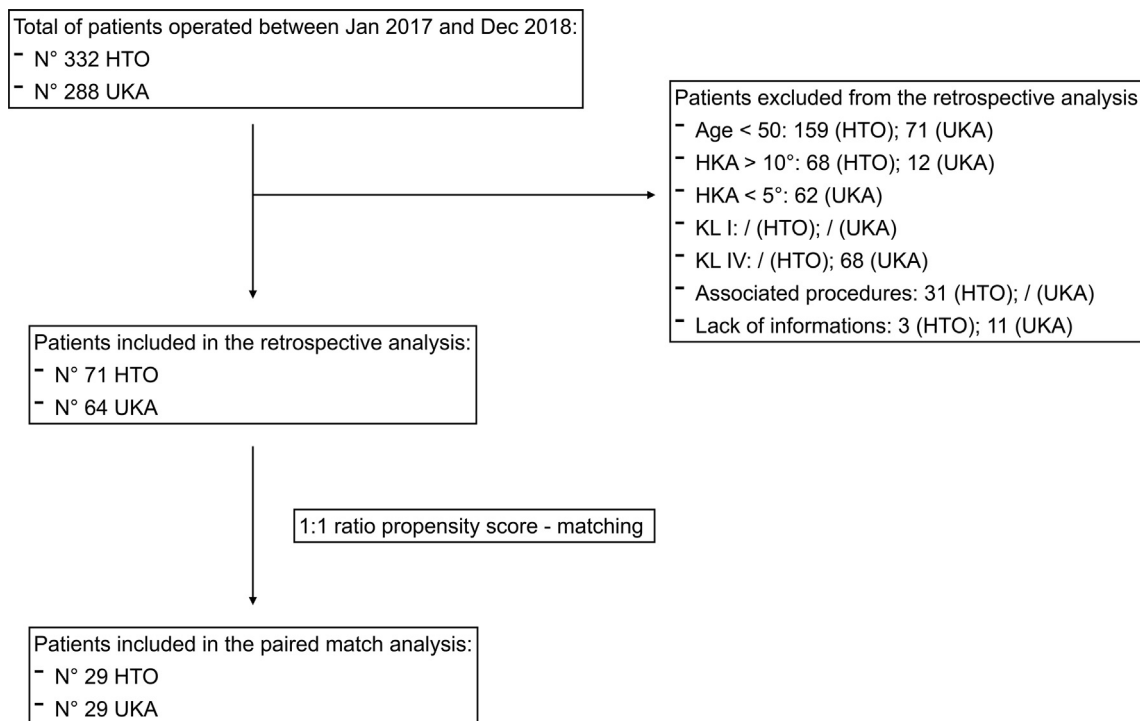 Total of patients operated between Jan 2017 and Dec 2018:
- N° 332 HTO
- N° 288 UKA
Patients excluded from the retrospective analysis
- Age < 50: 159 (HTO); 71 (UKA)
- HKA > 10°: 68 (HTO); 12 (UKA)
- HKA < 5°: 62 (UKA)
- KL I: / (HTO); / (UKA)
- KL IV: / (HTO); 68 (UKA)
- Associated procedures: 31 (HTO); / (UKA)
- Lack of informations: 3 (HTO); 11 (UKA)
Patients included in the retrospective analysis:
- N° 71 HTO
- N° 64 UKA
1:1 ratio propensity score - matching
Patients included in the paired match analysis:
- N° 29 HTO
- N° 29 UKA